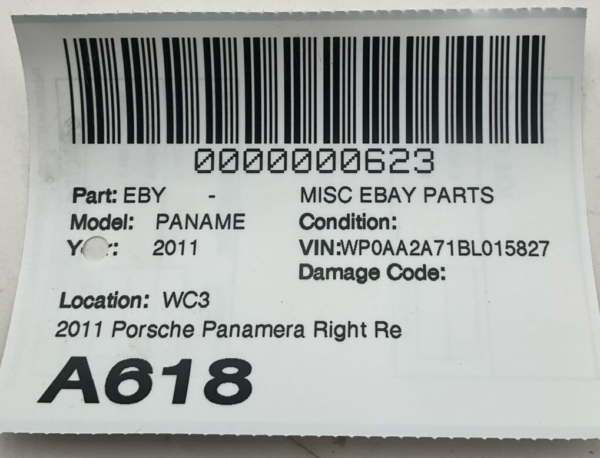 0000000623
Part: EBY - MISC EBAY PARTS
Model: PANAME Condition:
2011 VIN:WP0AA2A71BL015827
Damage Code:
Location: WC3
2011 Porsche Panamera Right Re
A618